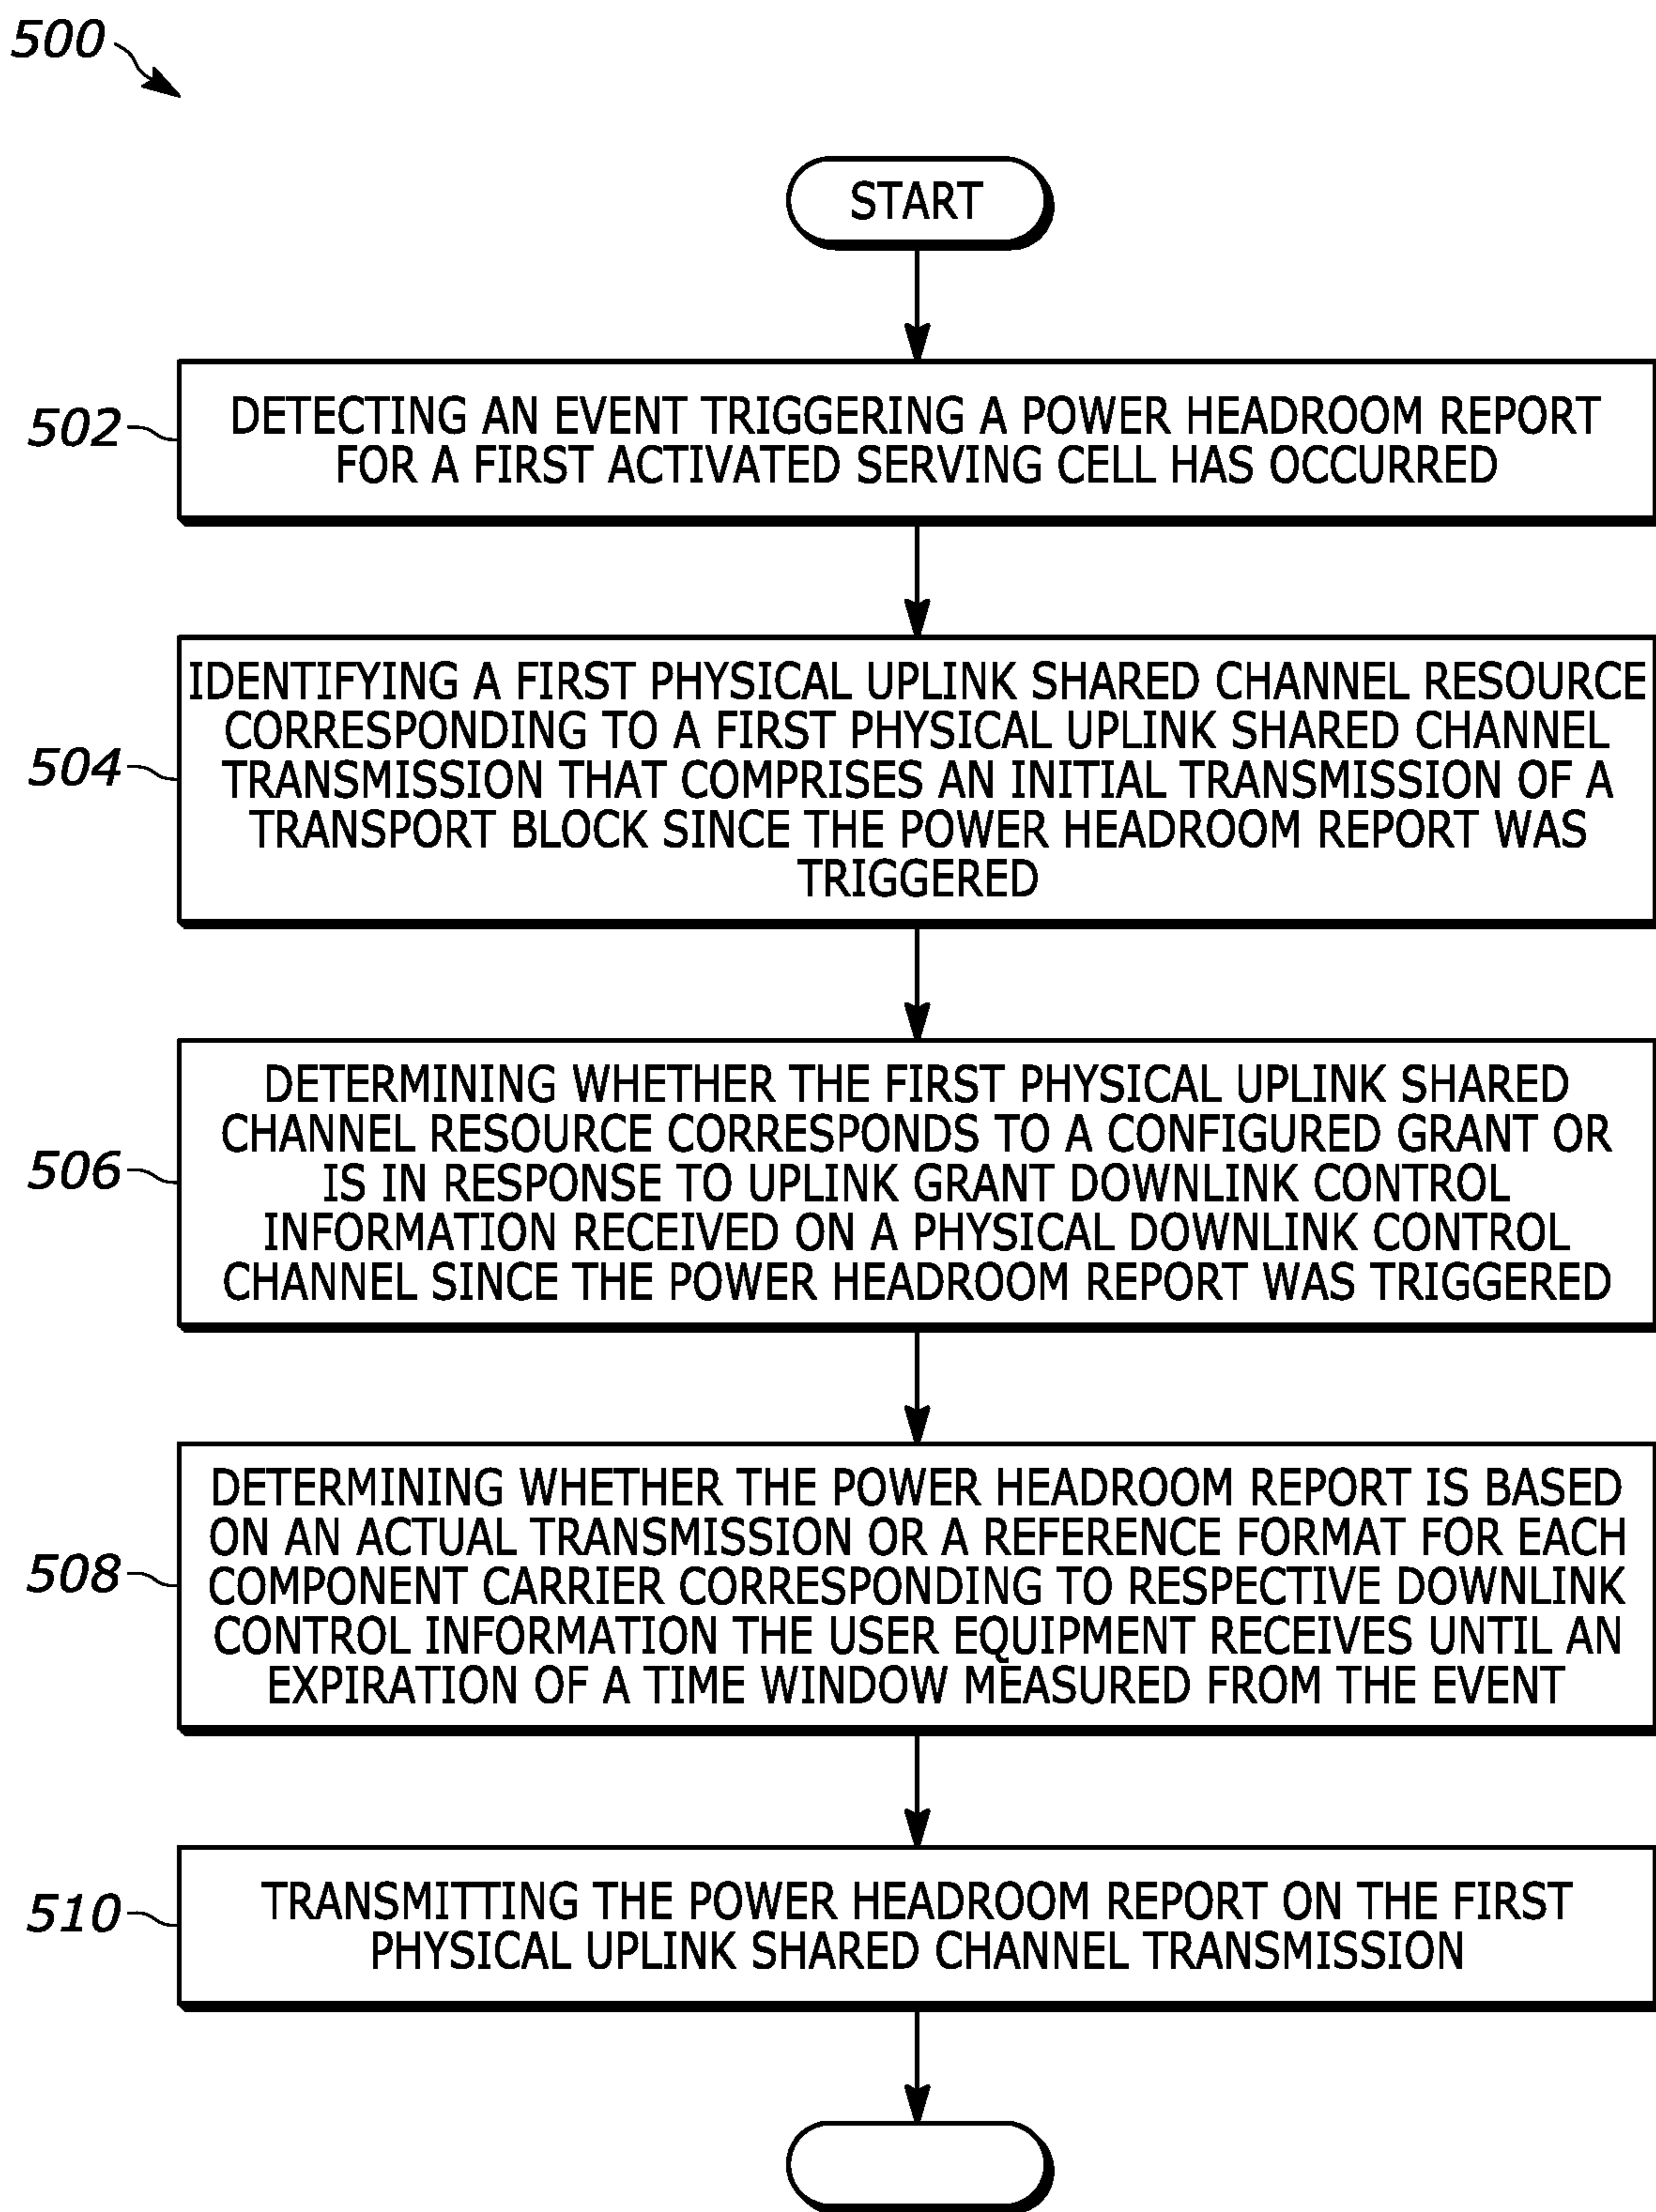 500
START
502
DETECTING AN EVENT TRIGGERING A POWER HEADROOM REPORT
FOR A FIRST ACTIVATED SERVING CELL HAS OCCURRED
504
IDENTIFYING A FIRST PHYSICAL UPLINK SHARED CHANNEL RESOURCE
CORRESPONDING TO A FIRST PHYSICAL UPLINK SHARED CHANNEL
TRANSMISSION THAT COMPRISES AN INITIAL TRANSMISSION OF A
TRANSPORT BLOCK SINCE THE POWER HEADROOM REPORT WAS
TRIGGERED
506
DETERMINING WHETHER THE FIRST PHYSICAL UPLINK SHARED
CHANNEL RESOURCE CORRESPONDS TO A CONFIGURED GRANT OR
IS IN RESPONSE TO UPLINK GRANT DOWNLINK CONTROL
INFORMATION RECEIVED ON A PHYSICAL DOWNLINK CONTROL
CHANNEL SINCE THE POWER HEADROOM REPORT WAS TRIGGERED
508
DETERMINING WHETHER THE POWER HEADROOM REPORT IS BASED
ON AN ACTUAL TRANSMISSION OR A REFERENCE FORMAT FOR EACH
COMPONENT CARRIER CORRESPONDING TO RESPECTIVE DOWNLINK
CONTROL INFORMATION THE USER EQUIPMENT RECEIVES UNTIL AN
EXPIRATION OF A TIME WINDOW MEASURED FROM THE EVENT
510
TRANSMITTING THE POWER HEADROOM REPORT ON THE FIRST
PHYSICAL UPLINK SHARED CHANNEL TRANSMISSION